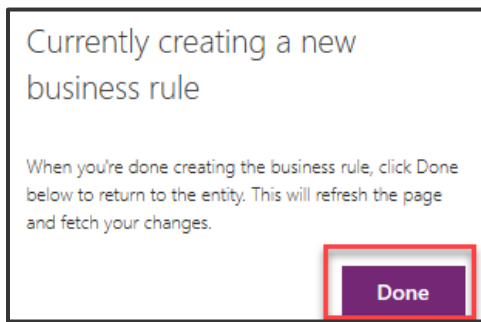 Currently creating a new
business rule
When you're done creating the business rule, click Done
below to return to the entity. This will refresh the page
and fetch your changes.
Done